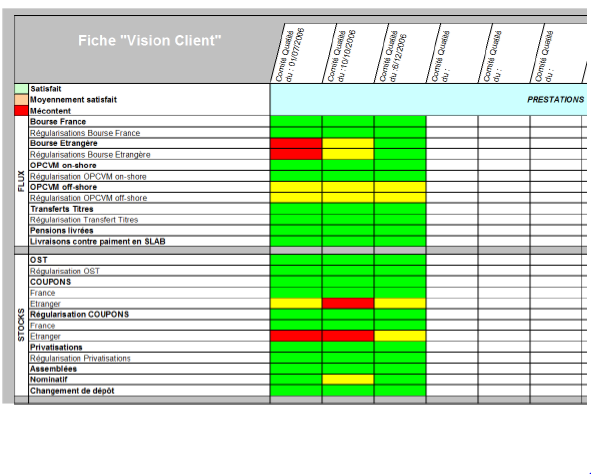 Fiche "Vision Client"
Comité Qualité
du : 01/07/2006
Comité Qualité
du :10/10/2006
Comité Qualité
du :6/12/2006
Comité Qualité
du :
Comité Qualité
du :
Comité Qualité
du :
Satisfait
Moyennement satisfait
Mécontent
PRESTATIONS
FLUX
Bourse France
Régularisations Bourse France
Bourse Etrangère
Régularisations Bourse Etrangère
OPCVM on-shore
Régularisation OPCVM on-shore
OPCVM off-shore
Régularisation OPCVM off-shore
Transferts Titres
Régularisation Transfert Titres
Pensions livrées
Livraisons contre paiment en SLAB
STOCKS
OST
Régularisation OST
COUPONS
France
Etranger
Régularisation COUPONS
France
Etranger
Privatisations
Régularisation Privatisations
Assemblées
Nominatif
Changement de dépôt